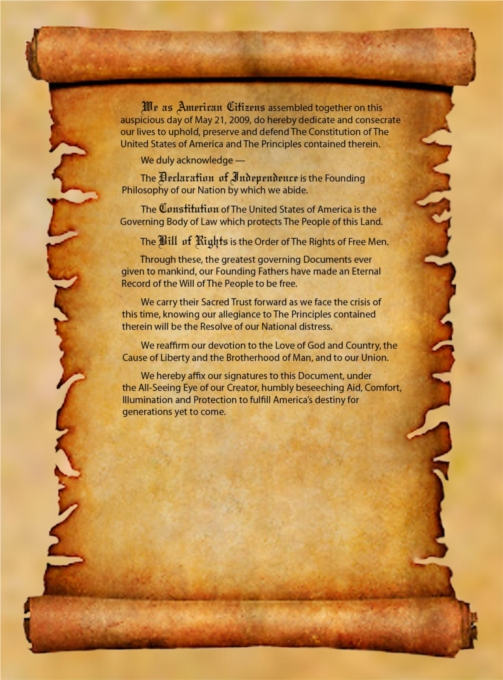 We as American Citizens assembled together on this
auspicious day of May 21, 2009, do hereby dedicate and consecrate
our lives to uphold, preserve and defend The Constitution of The
United States of America and The Principles contained therein.
We duly acknowledge —
The Declaration of Independence is the Founding
Philosophy of our Nation by which we abide.
The Constitution of The United States of America is the
Governing Body of Law which protects The People of this Land.
The Bill of Rights is the Order of The Rights of Free Men.
Through these, the greatest governing Documents ever
given to mankind, our Founding Fathers have made an Eternal
Record of the Will of The People to be free.
We carry their Sacred Trust forward as we face the crisis of
this time, knowing our allegiance to The Principles contained
therein will be the Resolve of our National distress.
We reaffirm our devotion to the Love of God and Country, the
Cause of Liberty and the Brotherhood of Man, and to our Union.
We hereby affix our signatures to this Document, under
the All-Seeing Eye of our Creator, humbly beseeching Aid, Comfort,
Illumination and Protection to fulfill America's destiny for
generations yet to come.